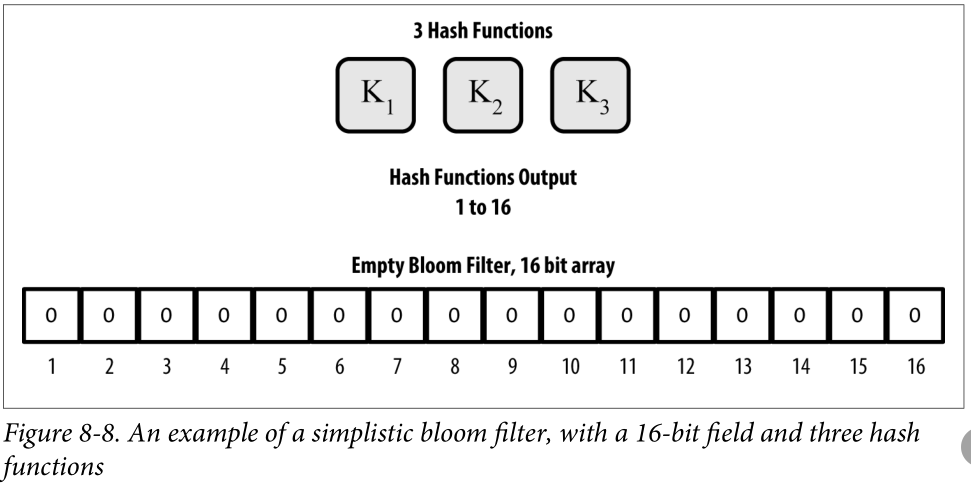 3 Hash Functions
K1 K2 K3
Hash Functions Output
1 to 16
Empty Bloom Filter, 16 bit array
0 0 0 0 0 0 0 0 0 0 0 0 0 0 0 0
1 2 3 4 5 6 7 8 9 10 11 12 13 14 15 16
Figure 8-8. An example of a simplistic bloom filter, with a 16-bit field and three hash
functions